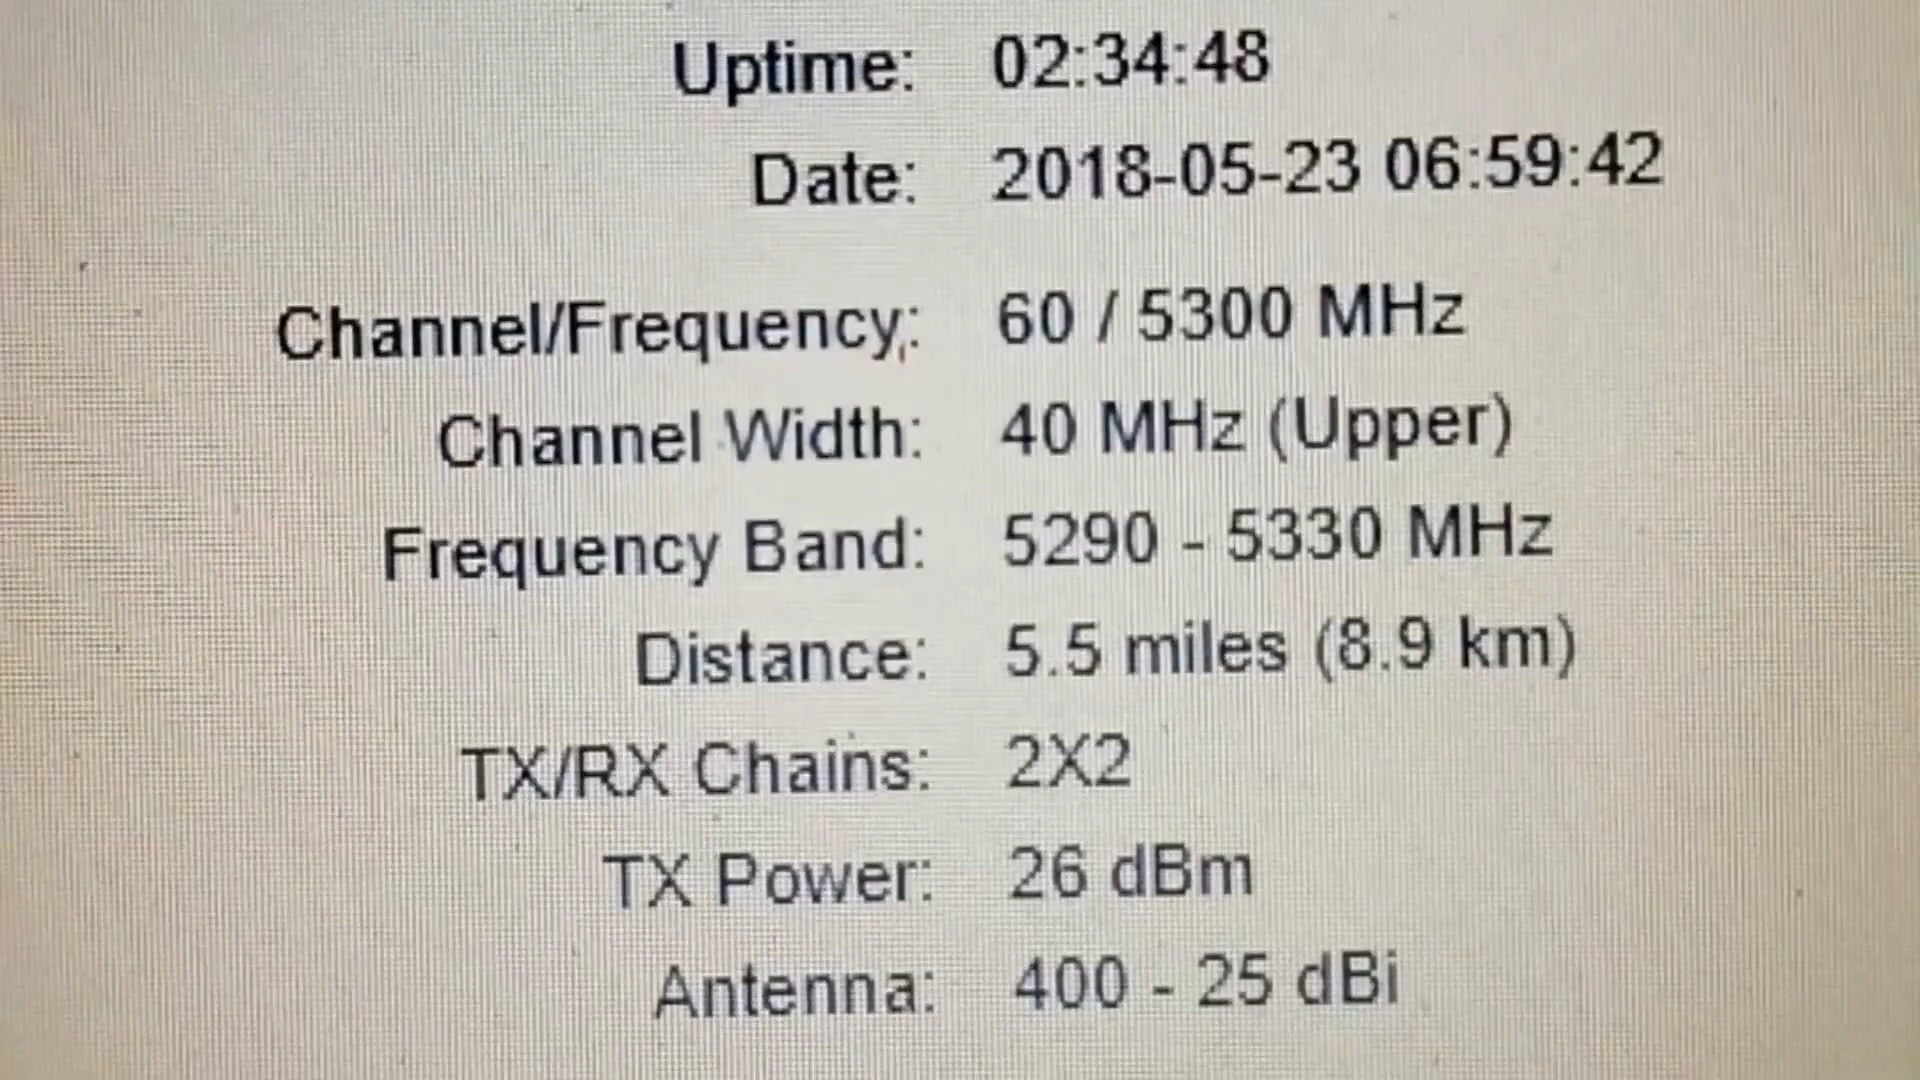 Uptime: 02:34:48
Date: 2018-05-23 06:59:42
Channel/Frequency: 60 / 5300 MHz
Channel Width: 40 MHz (Upper)
Frequency Band: 5290 - 5330 MHz
Distance: 5.5 miles (8.9 km)
TX/RX Chains: 2X2
TX Power: 26 dBm
Antenna: 400 - 25 dBi